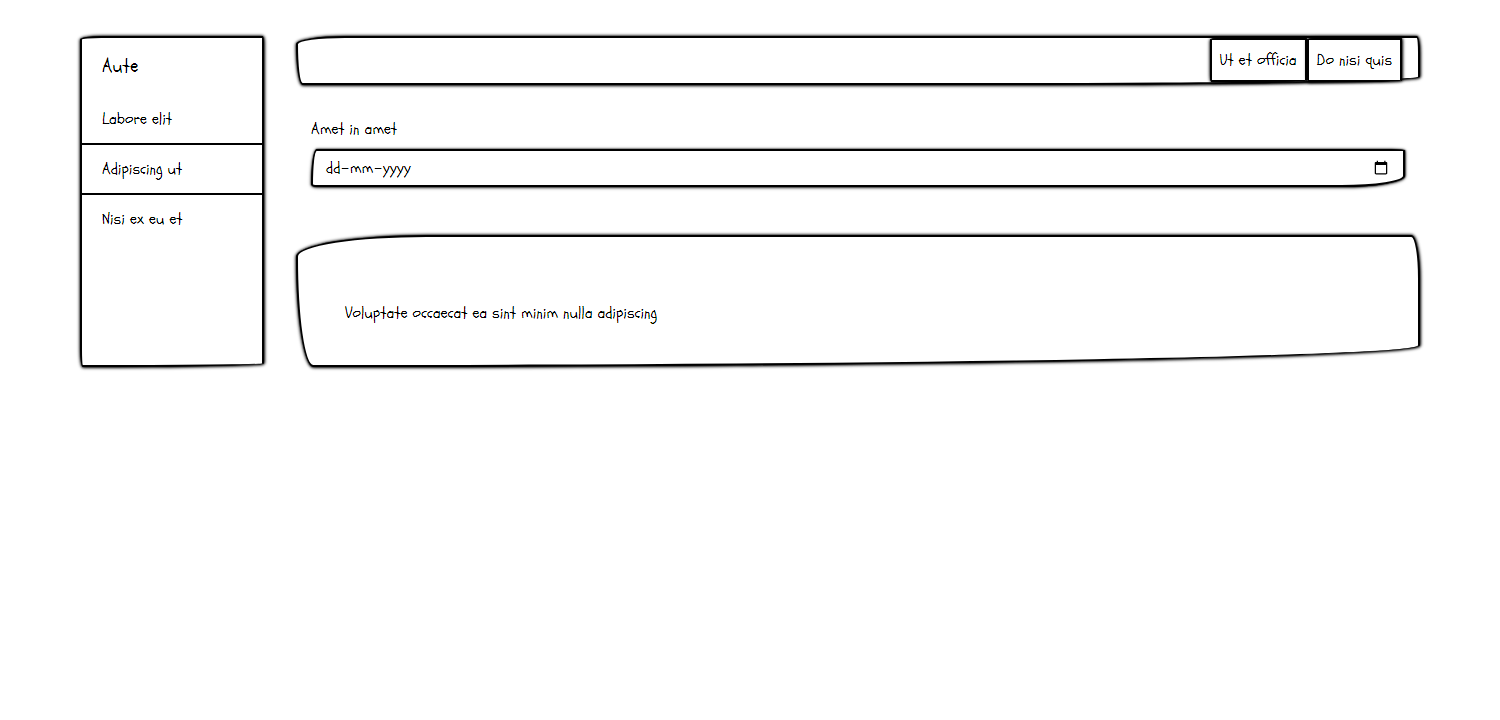 Aute
Labore elit
Adipiscing ut
Nisi ex eu et
Ut et officia
Do nisi quis
Amet in amet
dd-mm-yyyy
Voluptate occaecat ea sint minim nulla adipiscing